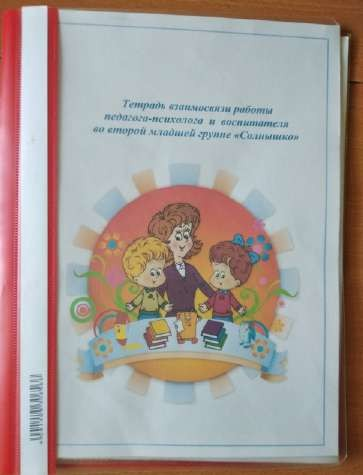 Тетрадь взаимосвязи работы
педагога-психолога и воспитателя
во второй младшей группе «Солнышко»